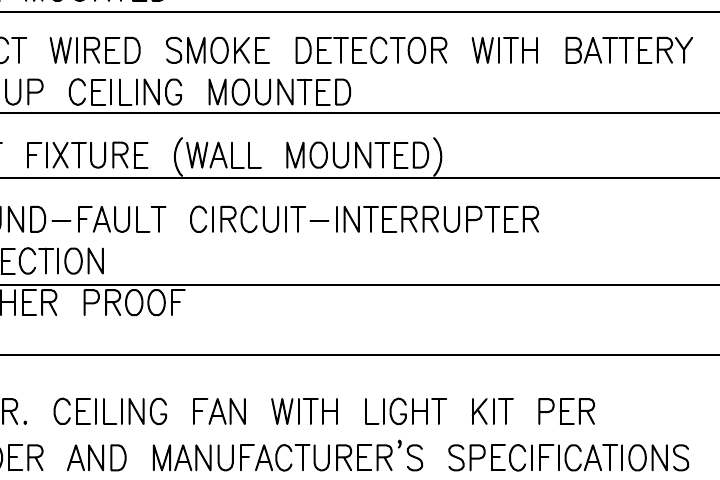 MOUNTED
CT WIRED SMOKE DETECTOR WITH BATTERY
UP CEILING MOUNTED
T FIXTURE (WALL MOUNTED)
UND-FAULT CIRCUIT-INTERRUPTER
ECTION
HER PROOF
R. CEILING FAN WITH LIGHT KIT PER
DER AND MANUFACTURER'S SPECIFICATIONS